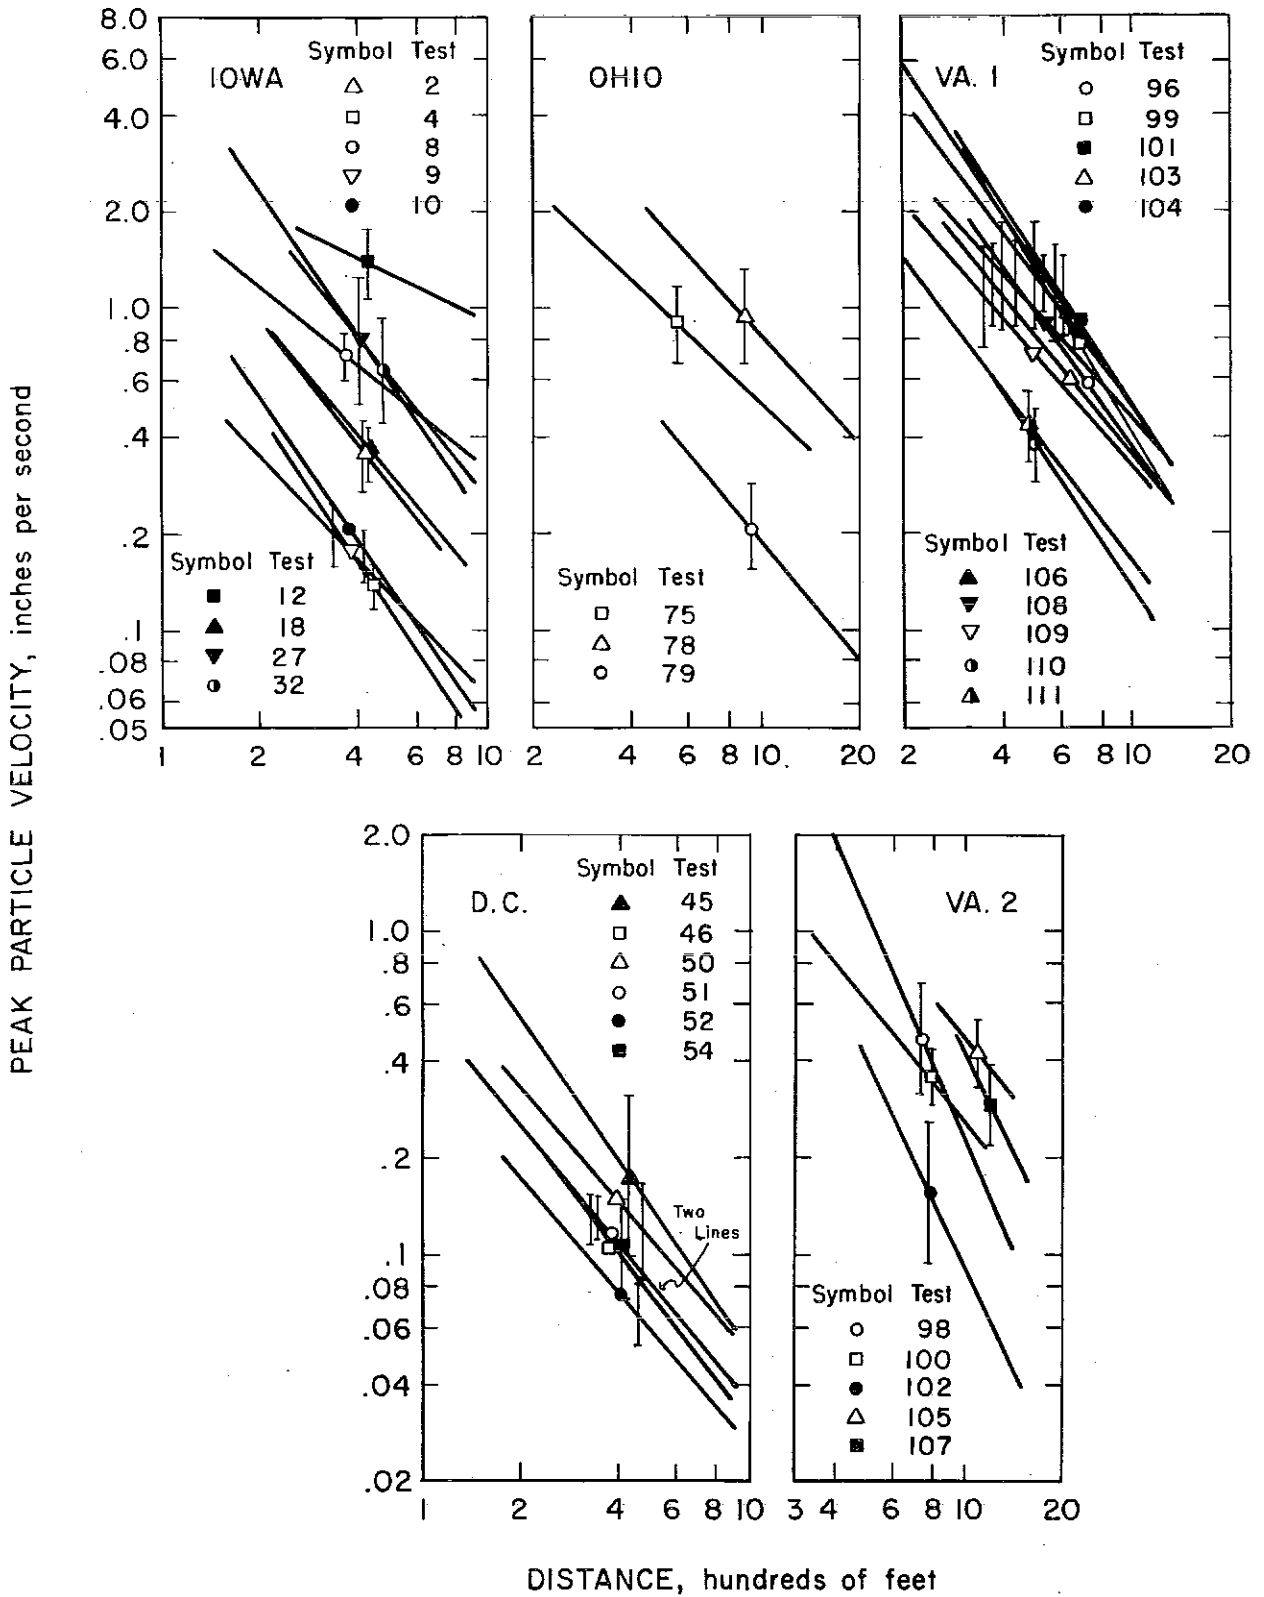 PEAK PARTICLE VELOCITY, inches per second
8.0
6.0
4.0
2.0
1.0
.8
.6
.4
.2
.1
.08
.06
.05
IOWA
Symbol Test
2
4
8
9
10
Symbol Test
12
18
27
32
1 2 4 6 8 10
OHIO
Symbol Test
75
78
79
2 4 6 8 10 20
VA. 1
Symbol Test
96
99
101
103
104
Symbol Test
106
108
109
110
111
2 4 6 8 10 20
2.0
1.0
.8
.6
.4
.2
.1
.08
.06
.04
.02
D.C.
Symbol Test
45
46
50
51
52
54
Two
Lines
1 2 4 6 8 10
VA. 2
Symbol Test
98
100
102
105
107
3 4 6 8 10 20
DISTANCE, hundreds of feet